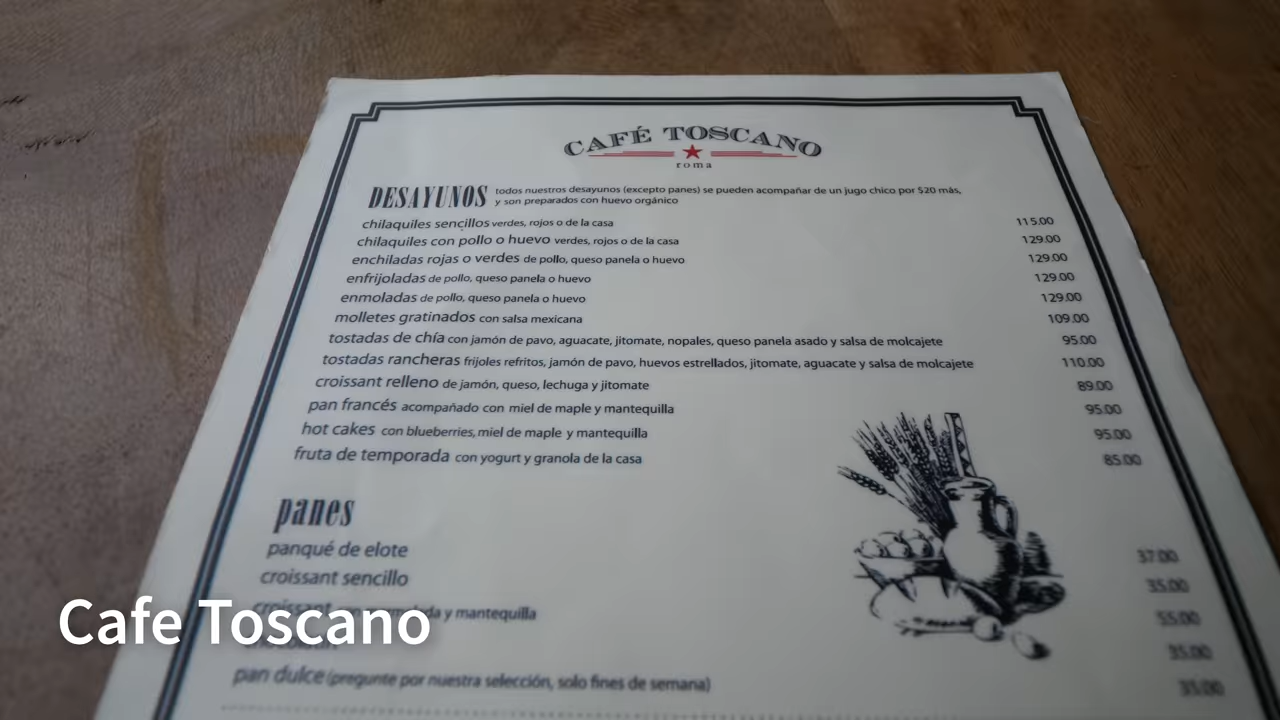 CAFÉ TOSCANO
roma
DESAYUNOS todos nuestros desayunos (excepto panes) se pueden acompañar de un jugo chico por $20 más,
y son preparados con huevo orgánico
chilaquiles sencillos verdes, rojos o de la casa 115.00
chilaquiles con pollo o huevo verdes, rojos o de la casa 129.00
enchiladas rojas o verdes de pollo, queso panela o huevo 129.00
enfrijoladas de pollo, queso panela o huevo 129.00
enmoladas de pollo, queso panela o huevo 129.00
molletes gratinados con salsa mexicana 109.00
tostadas de chía con jamón de pavo, aguacate, jitomate, nopales, queso panela asado y salsa de molcajete 95.00
tostadas rancheras frijoles refritos, jamón de pavo, huevos estrellados, jitomate, aguacate y salsa de molcajete 110.00
croissant relleno de jamón, queso, lechuga y jitomate 89.00
pan francés acompañado con miel de maple y mantequilla 95.00
hot cakes con blueberries, miel de maple y mantequilla 95.00
fruta de temporada con yogurt y granola de la casa 85.00
panes
panqué de elote 37.00
croissant sencillo 35.00
croissant y mantequilla 55.00
35.00
pan dulce (pregunte por nuestra selección, solo fines de semana) 35.00
Cafe Toscano